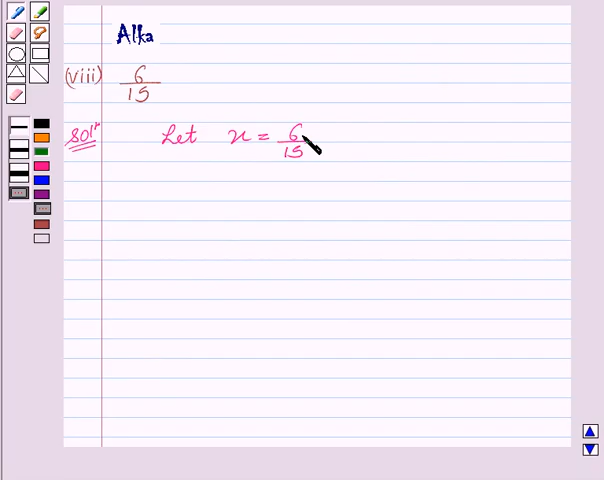 Alka
(viii) 6/15
Solⁿ Let x = 6/15